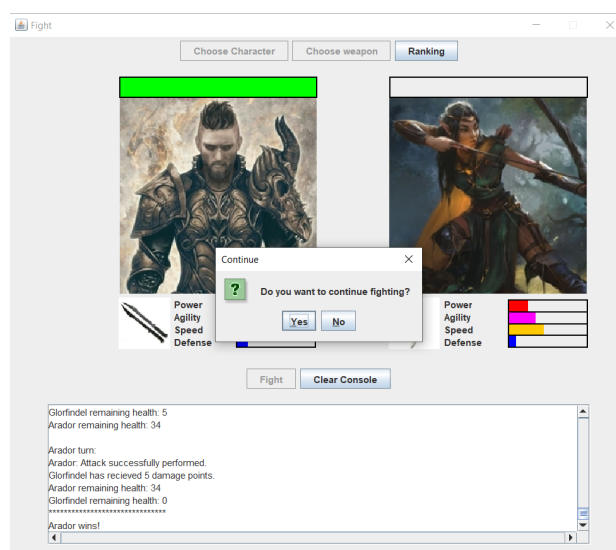 Fight
Choose Character Choose weapon Ranking
Continue
? Do you want to continue fighting?
Yes No
Power Power
Agility Agility
Speed Speed
Defense Defense
Fight Clear Console
Glorfindel remaining health: 5
Arador remaining health: 34
Arador turn:
Arador: Attack successfully performed.
Glorfindel has recieved 5 damage points.
Arador remaining health: 34
Glorfindel remaining health: 0
*******************************
Arador wins!